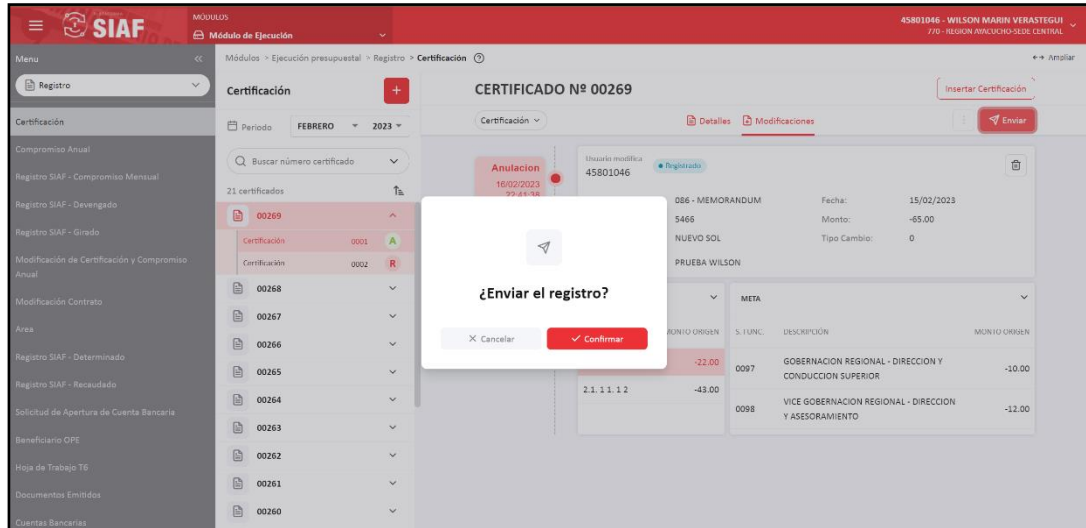 SIAF
MÓDULOS
Módulo de Ejecución
45801046 - WILSON MARIN VERASTEGUI
770 - REGION AYACUCHO-SEDE CENTRAL
Menu
Registro
Certificación
Compromiso Anual
Registro SIAF - Compromiso Mensual
Registro SIAF - Devengado
Registro SIAF - Girado
Modificación de Certificación y Compromiso
Anual
Modificación Contrato
Area
Registro SIAF - Determinado
Registro SIAF - Recaudado
Solicitud de Apertura de Cuenta Bancaria
Beneficiario OPE
Hoja de Trabajo T6
Documentos Emitidos
Cuentas Bancarias
Módulos > Ejecución presupuestal > Registro > Certificación
Ampliar
Certificación
Periodo FEBRERO 2023
Buscar número certificado
21 certificados
00269
Certificación 0001 A
Certificación 0002 R
00268
00267
00266
00265
00264
00263
00262
00261
00260
CERTIFICADO Nº 00269
Insertar Certificación
Certificación
Detalles
Modificaciones
Enviar
Anulacion
16/02/2023
22:41:38
Usuario modifica
45801046
Registrado
086 - MEMORANDUM
Fecha: 15/02/2023
5466
Monto: -65.00
NUEVO SOL
Tipo Cambio: 0
PRUEBA WILSON
META
MONTO ORIGEN
S. FUNC. DESCRIPCIÓN MONTO ORIGEN
-22.00
0097 GOBERNACION REGIONAL - DIRECCION Y
CONDUCCION SUPERIOR -10.00
2.1. 1 1. 1 2 -43.00
0098 VICE GOBERNACION REGIONAL - DIRECCION
Y ASESORAMIENTO -12.00
¿Enviar el registro?
Cancelar
Confirmar